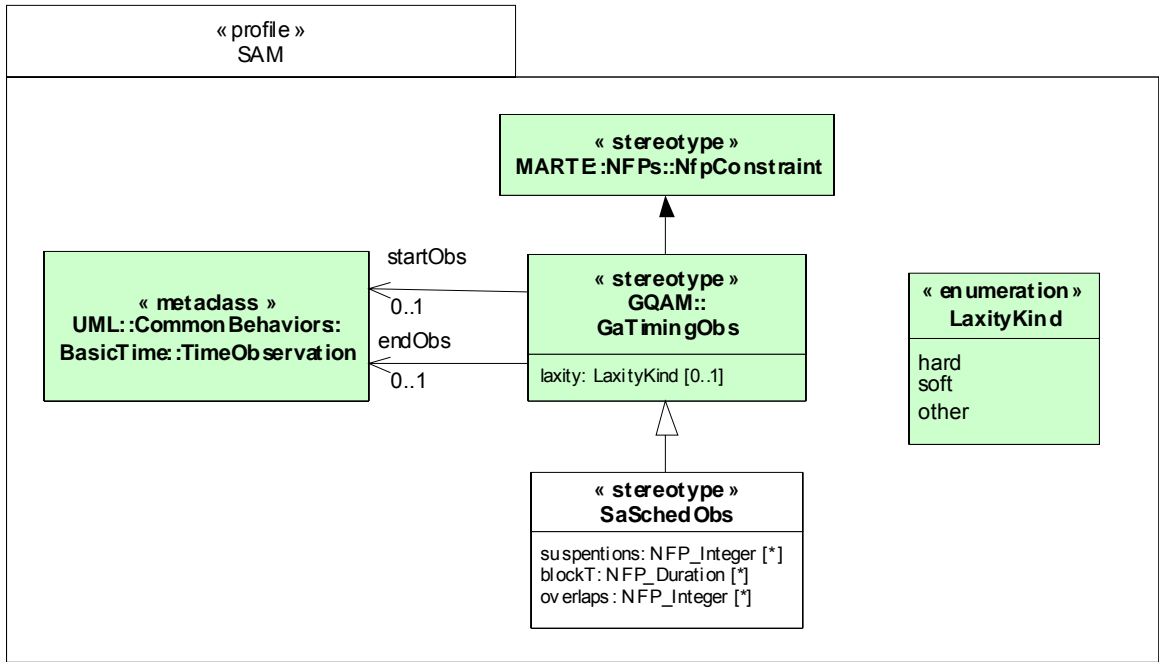 « profile »
SAM
« stereotype »
MARTE::NFPs::NfpConstraint
« metaclass »
UML::CommonBehaviors:
BasicTime::TimeObservation
startObs
0..1
endObs
0..1
« stereotype »
GQAM::
GaTimingObs
laxity: LaxityKind [0..1]
« enumeration »
LaxityKind
hard
soft
other
« stereotype »
SaSchedObs
suspentions: NFP_Integer [*]
blockT: NFP_Duration [*]
overlaps: NFP_Integer [*]